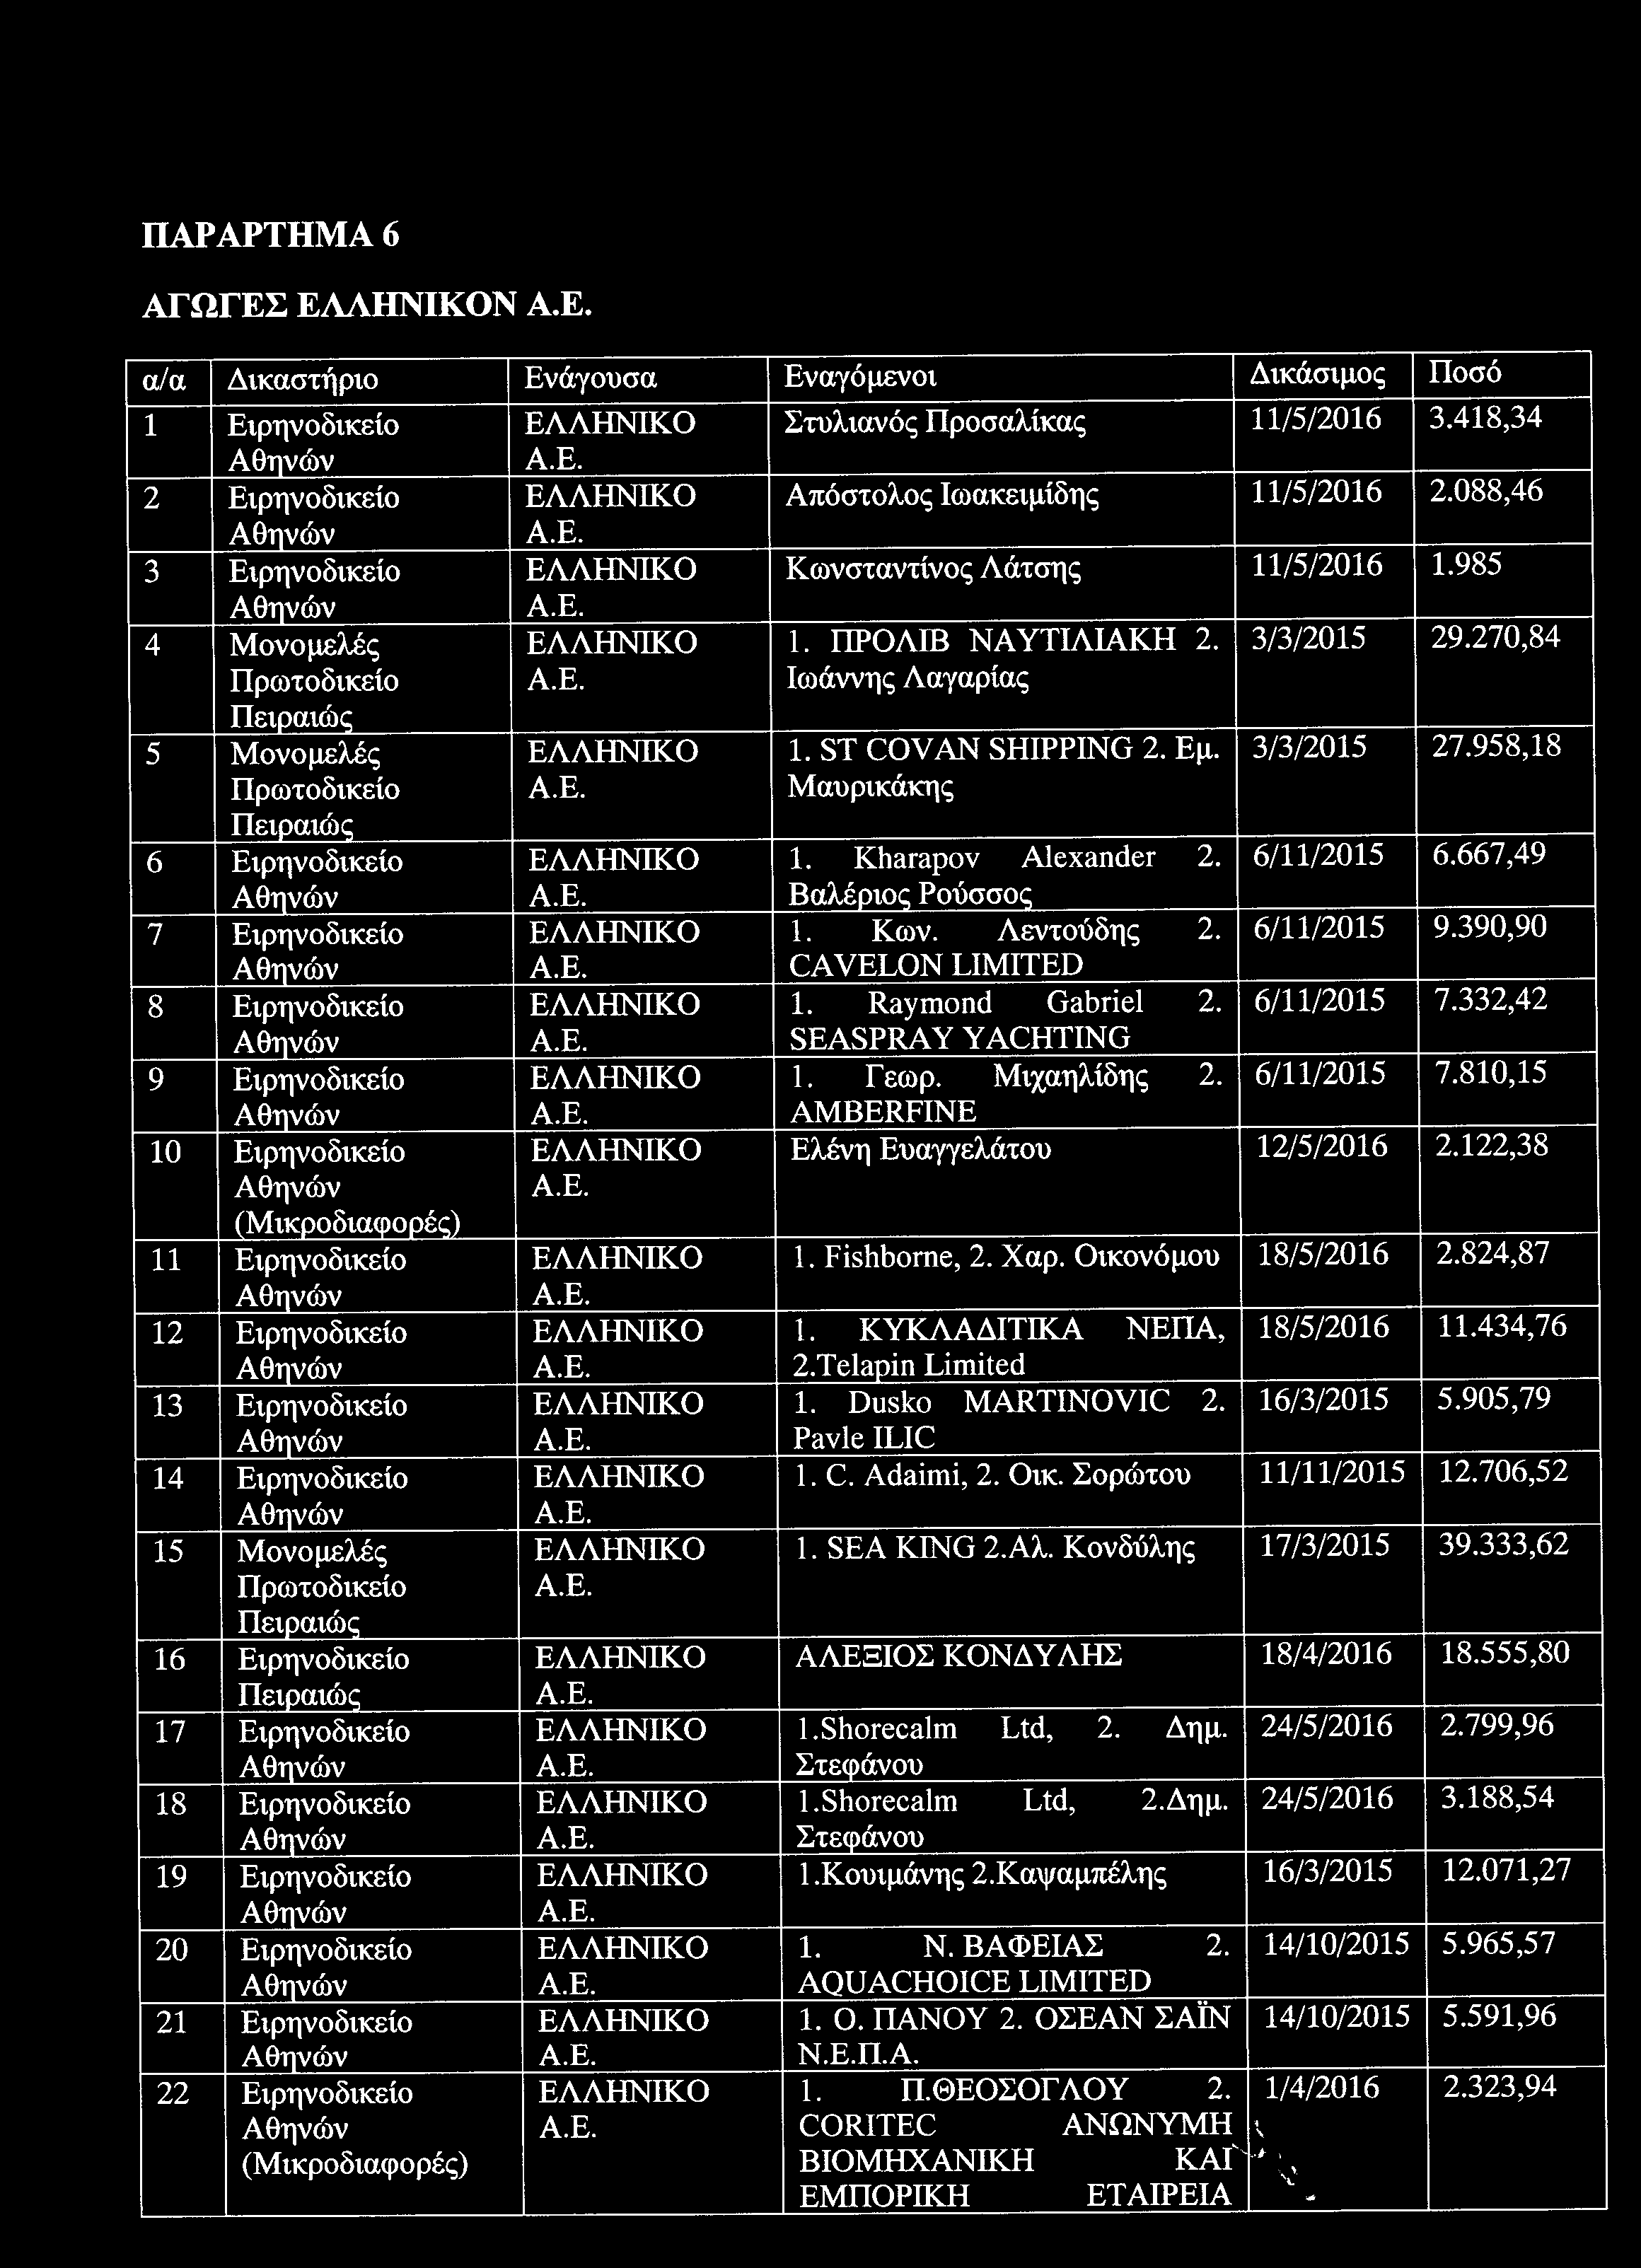 ΠΑΡΑΡΤΗΜΑ 6
ΑΓΩΓΕΣ ΕΛΛΗΝΙΚΟΝ Α.Ε.
α/α Δικαστήριο Ενάγουσα Εναγόμενοι Δικάσιμος Ποσό
1 Ειρηνοδικείο ΕΛΛΗΝΙΚΟ Στυλιανός Προσαλίκας 11/5/2016 3.418,34
Αθηνών Α.Ε.
2 Ειρηνοδικείο ΕΛΛΗΝΙΚΟ Απόστολος Ιωακειμίδης 11/5/2016 2.088,46
Αθηνών Α.Ε.
3 Ειρηνοδικείο ΕΛΛΗΝΙΚΟ Κωνσταντίνος Λάτσης 11/5/2016 1.985
Αθηνών Α.Ε.
4 Μονομελές ΕΛΛΗΝΙΚΟ 1. ΠΡΟΛΙΒ ΝΑΥΤΙΛΙΑΚΗ 2. 3/3/2015 29.270,84
Πρωτοδικείο Α.Ε. Ιωάννης Λαγαρίας
Πειραιώς
5 Μονομελές ΕΛΛΗΝΙΚΟ 1. ST COVAN SHIPPING 2. Εμ. 3/3/2015 27.958,18
Πρωτοδικείο Α.Ε. Μαυρικάκης
Πειραιώς
6 Ειρηνοδικείο ΕΛΛΗΝΙΚΟ 1. Kharapov Alexander 2. 6/11/2015 6.667,49
Αθηνών Α.Ε. Βαλέριος Ρούσσος
7 Ειρηνοδικείο ΕΛΛΗΝΙΚΟ 1. Κων. Λεντούδης 2. 6/11/2015 9.390,90
Αθηνών Α.Ε. CAVELON LIMITED
8 Ειρηνοδικείο ΕΛΛΗΝΙΚΟ 1. Raymond Gabriel 2. 6/11/2015 7.332,42
Αθηνών Α.Ε. SEASPRAY YACHTING
9 Ειρηνοδικείο ΕΛΛΗΝΙΚΟ 1. Γεωρ. Μιχαηλίδης 2. 6/11/2015 7.810,15
Αθηνών Α.Ε. AMBERFINE
10 Ειρηνοδικείο ΕΛΛΗΝΙΚΟ Ελένη Ευαγγελάτου 12/5/2016 2.122,38
Αθηνών Α.Ε.
(Μικροδιαφορές)
11 Ειρηνοδικείο ΕΛΛΗΝΙΚΟ 1. Fishborne, 2. Χαρ. Οικονόμου 18/5/2016 2.824,87
Αθηνών Α.Ε.
12 Ειρηνοδικείο ΕΛΛΗΝΙΚΟ 1. ΚΥΚΛΑΔΙΤΙΚΑ ΝΕΠΑ, 18/5/2016 11.434,76
Αθηνών Α.Ε. 2.Telapin Limited
13 Ειρηνοδικείο ΕΛΛΗΝΙΚΟ 1. Dusko MARTINOVIC 2. 16/3/2015 5.905,79
Αθηνών Α.Ε. Pavle ILIC
14 Ειρηνοδικείο ΕΛΛΗΝΙΚΟ 1. C. Adaimi, 2. Οικ. Σορώτου 11/11/2015 12.706,52
Αθηνών Α.Ε.
15 Μονομελές ΕΛΛΗΝΙΚΟ 1. SEA KING 2.Αλ. Κονδύλης 17/3/2015 39.333,62
Πρωτοδικείο Α.Ε.
Πειραιώς
16 Ειρηνοδικείο ΕΛΛΗΝΙΚΟ ΑΛΕΞΙΟΣ ΚΟΝΔΥΛΗΣ 18/4/2016 18.555,80
Πειραιώς Α.Ε.
17 Ειρηνοδικείο ΕΛΛΗΝΙΚΟ 1.Shorecalm Ltd, 2. Δημ. 24/5/2016 2.799,96
Αθηνών Α.Ε. Στεφάνου
18 Ειρηνοδικείο ΕΛΛΗΝΙΚΟ 1.Shorecalm Ltd, 2.Δημ. 24/5/2016 3.188,54
Αθηνών Α.Ε. Στεφάνου
19 Ειρηνοδικείο ΕΛΛΗΝΙΚΟ 1.Κουιμάνης 2.Καψαμπέλης 16/3/2015 12.071,27
Αθηνών Α.Ε.
20 Ειρηνοδικείο ΕΛΛΗΝΙΚΟ 1. Ν. ΒΑΦΕΙΑΣ 2. 14/10/2015 5.965,57
Αθηνών Α.Ε. AQUACHOICE LIMITED
21 Ειρηνοδικείο ΕΛΛΗΝΙΚΟ 1. Ο. ΠΑΝΟΥ 2. ΟΣΕΑΝ ΣΑΪΝ 14/10/2015 5.591,96
Αθηνών Α.Ε. Ν.Ε.Π.Α.
22 Ειρηνοδικείο ΕΛΛΗΝΙΚΟ 1. Π.ΘΕΟΣΟΓΛΟΥ 2. 1/4/2016 2.323,94
Αθηνών Α.Ε. CORITEC ΑΝΩΝΥΜΗ
(Μικροδιαφορές) ΒΙΟΜΗΧΑΝΙΚΗ ΚΑΙ
ΕΜΠΟΡΙΚΗ ΕΤΑΙΡΕΙΑ